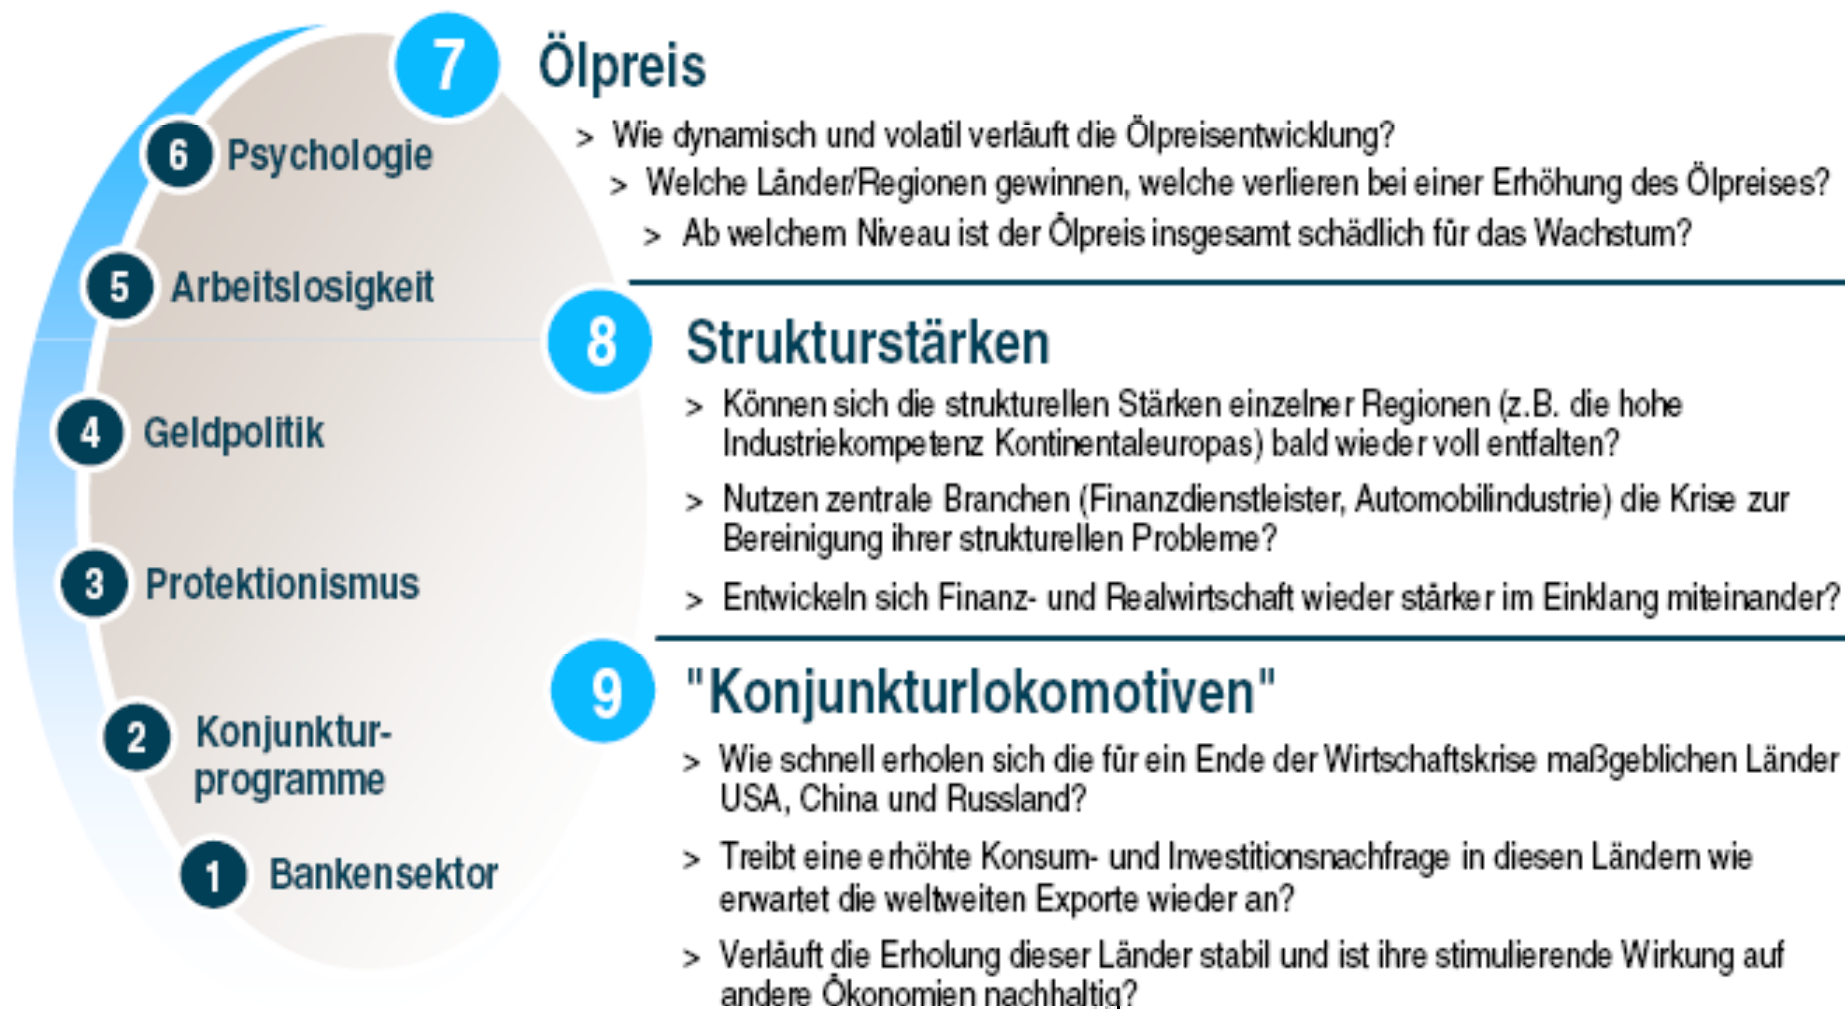 7 Ölpreis
> Wie dynamisch und volatil verläuft die Ölpreisentwicklung?
> Welche Länder/Regionen gewinnen, welche verlieren bei einer Erhöhung des Ölpreises?
> Ab welchem Niveau ist der Ölpreis insgesamt schädlich für das Wachstum?
8 Strukturstärken
> Können sich die strukturellen Stärken einzelner Regionen (z.B. die hohe
Industriekompetenz Kontinentaleuropas) bald wieder voll entfalten?
> Nutzen zentrale Branchen (Finanzdienstleister, Automobilindustrie) die Krise zur
Bereinigung ihrer strukturellen Probleme?
> Entwickeln sich Finanz- und Realwirtschaft wieder stärker im Einklang miteinander?
9 "Konjunkturlokomotiven"
> Wie schnell erholen sich die für ein Ende der Wirtschaftskrise maßgeblichen Länder
USA, China und Russland?
> Treibt eine erhöhte Konsum- und Investitionsnachfrage in diesen Ländern wie
erwartet die weltweiten Exporte wieder an?
> Verläuft die Erholung dieser Länder stabil und ist ihre stimulierende Wirkung auf
andere Ökonomien nachhaltig?
6 Psychologie
5 Arbeitslosigkeit
4 Geldpolitik
3 Protektionismus
2 Konjunktur-
programme
1 Bankensektor